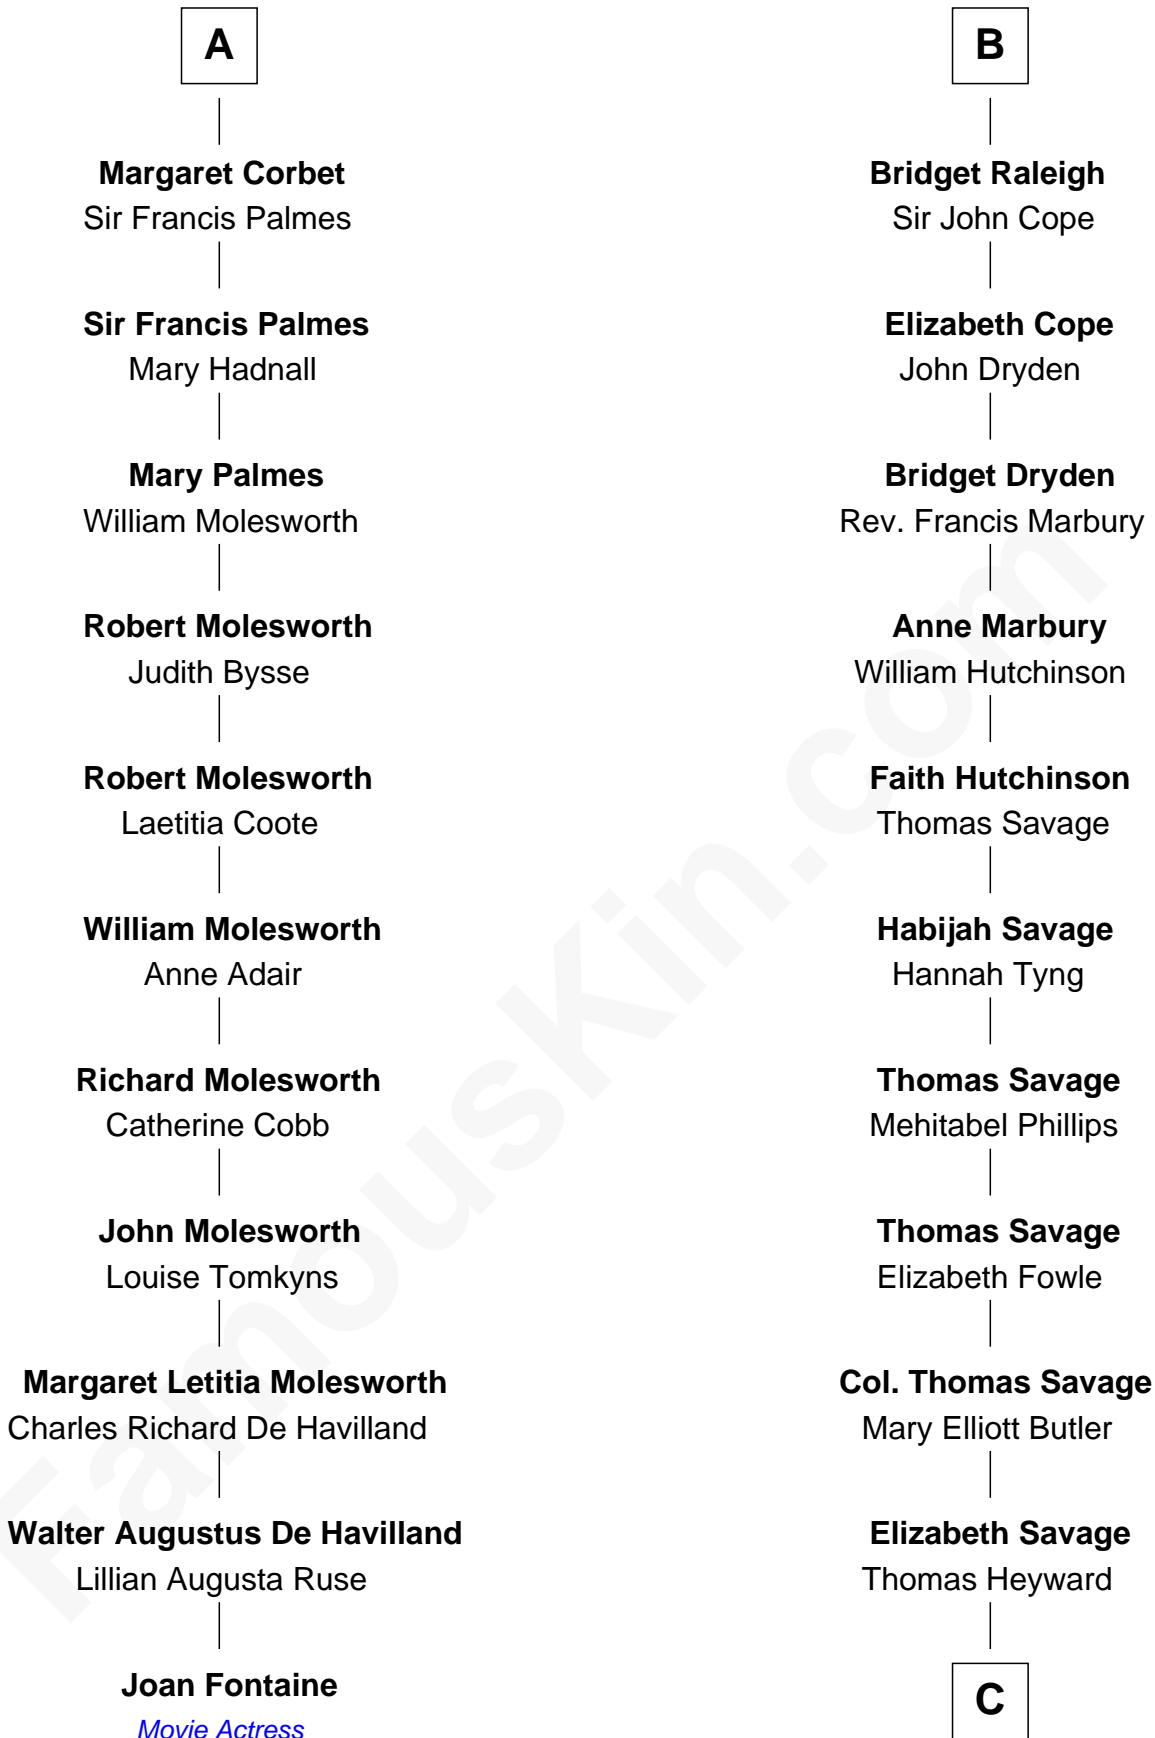 A
Margaret Corbet
Sir Francis Palmes
Sir Francis Palmes
Mary Hadnall
Mary Palmes
William Molesworth
Robert Molesworth
Judith Bysse
Robert Molesworth
Laetitia Coote
William Molesworth
Anne Adair
Richard Molesworth
Catherine Cobb
John Molesworth
Louise Tomkyns
Margaret Letitia Molesworth
Charles Richard De Havilland
Walter Augustus De Havilland
Lillian Augusta Ruse
Joan Fontaine
Movie Actress
B
Bridget Raleigh
Sir John Cope
Elizabeth Cope
John Dryden
Bridget Dryden
Rev. Francis Marbury
Anne Marbury
William Hutchinson
Faith Hutchinson
Thomas Savage
Habijah Savage
Hannah Tyng
Thomas Savage
Mehitabel Phillips
Thomas Savage
Elizabeth Fowle
Col. Thomas Savage
Mary Elliott Butler
Elizabeth Savage
Thomas Heyward
C
FamousKin.com